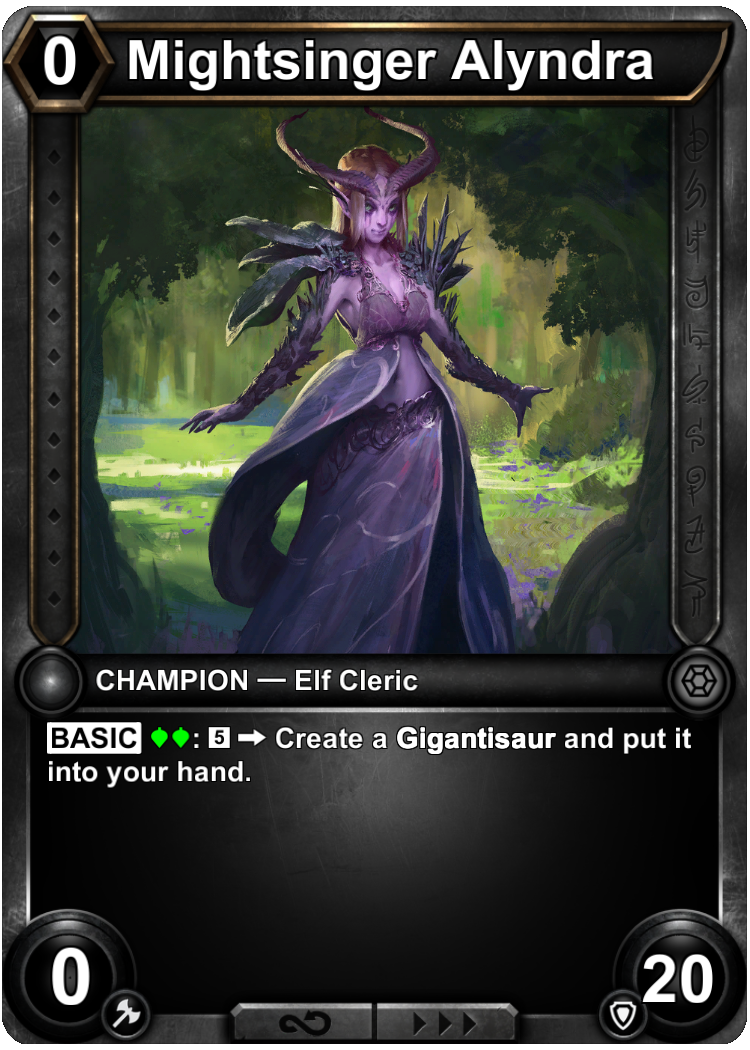 0 Mightsinger Alyndra
CHAMPION — Elf Cleric
BASIC : 5 ➡ Create a Gigantisaur and put it
into your hand.
0
20